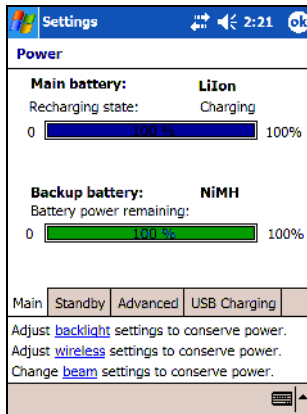 Settings 2:21 ok
Power
Main battery: LiIon
Recharging state: Charging
0 100 % 100%
Backup battery: NiMH
Battery power remaining:
0 100 % 100%
Main Standby Advanced USB Charging
Adjust backlight settings to conserve power.
Adjust wireless settings to conserve power.
Change beam settings to conserve power.